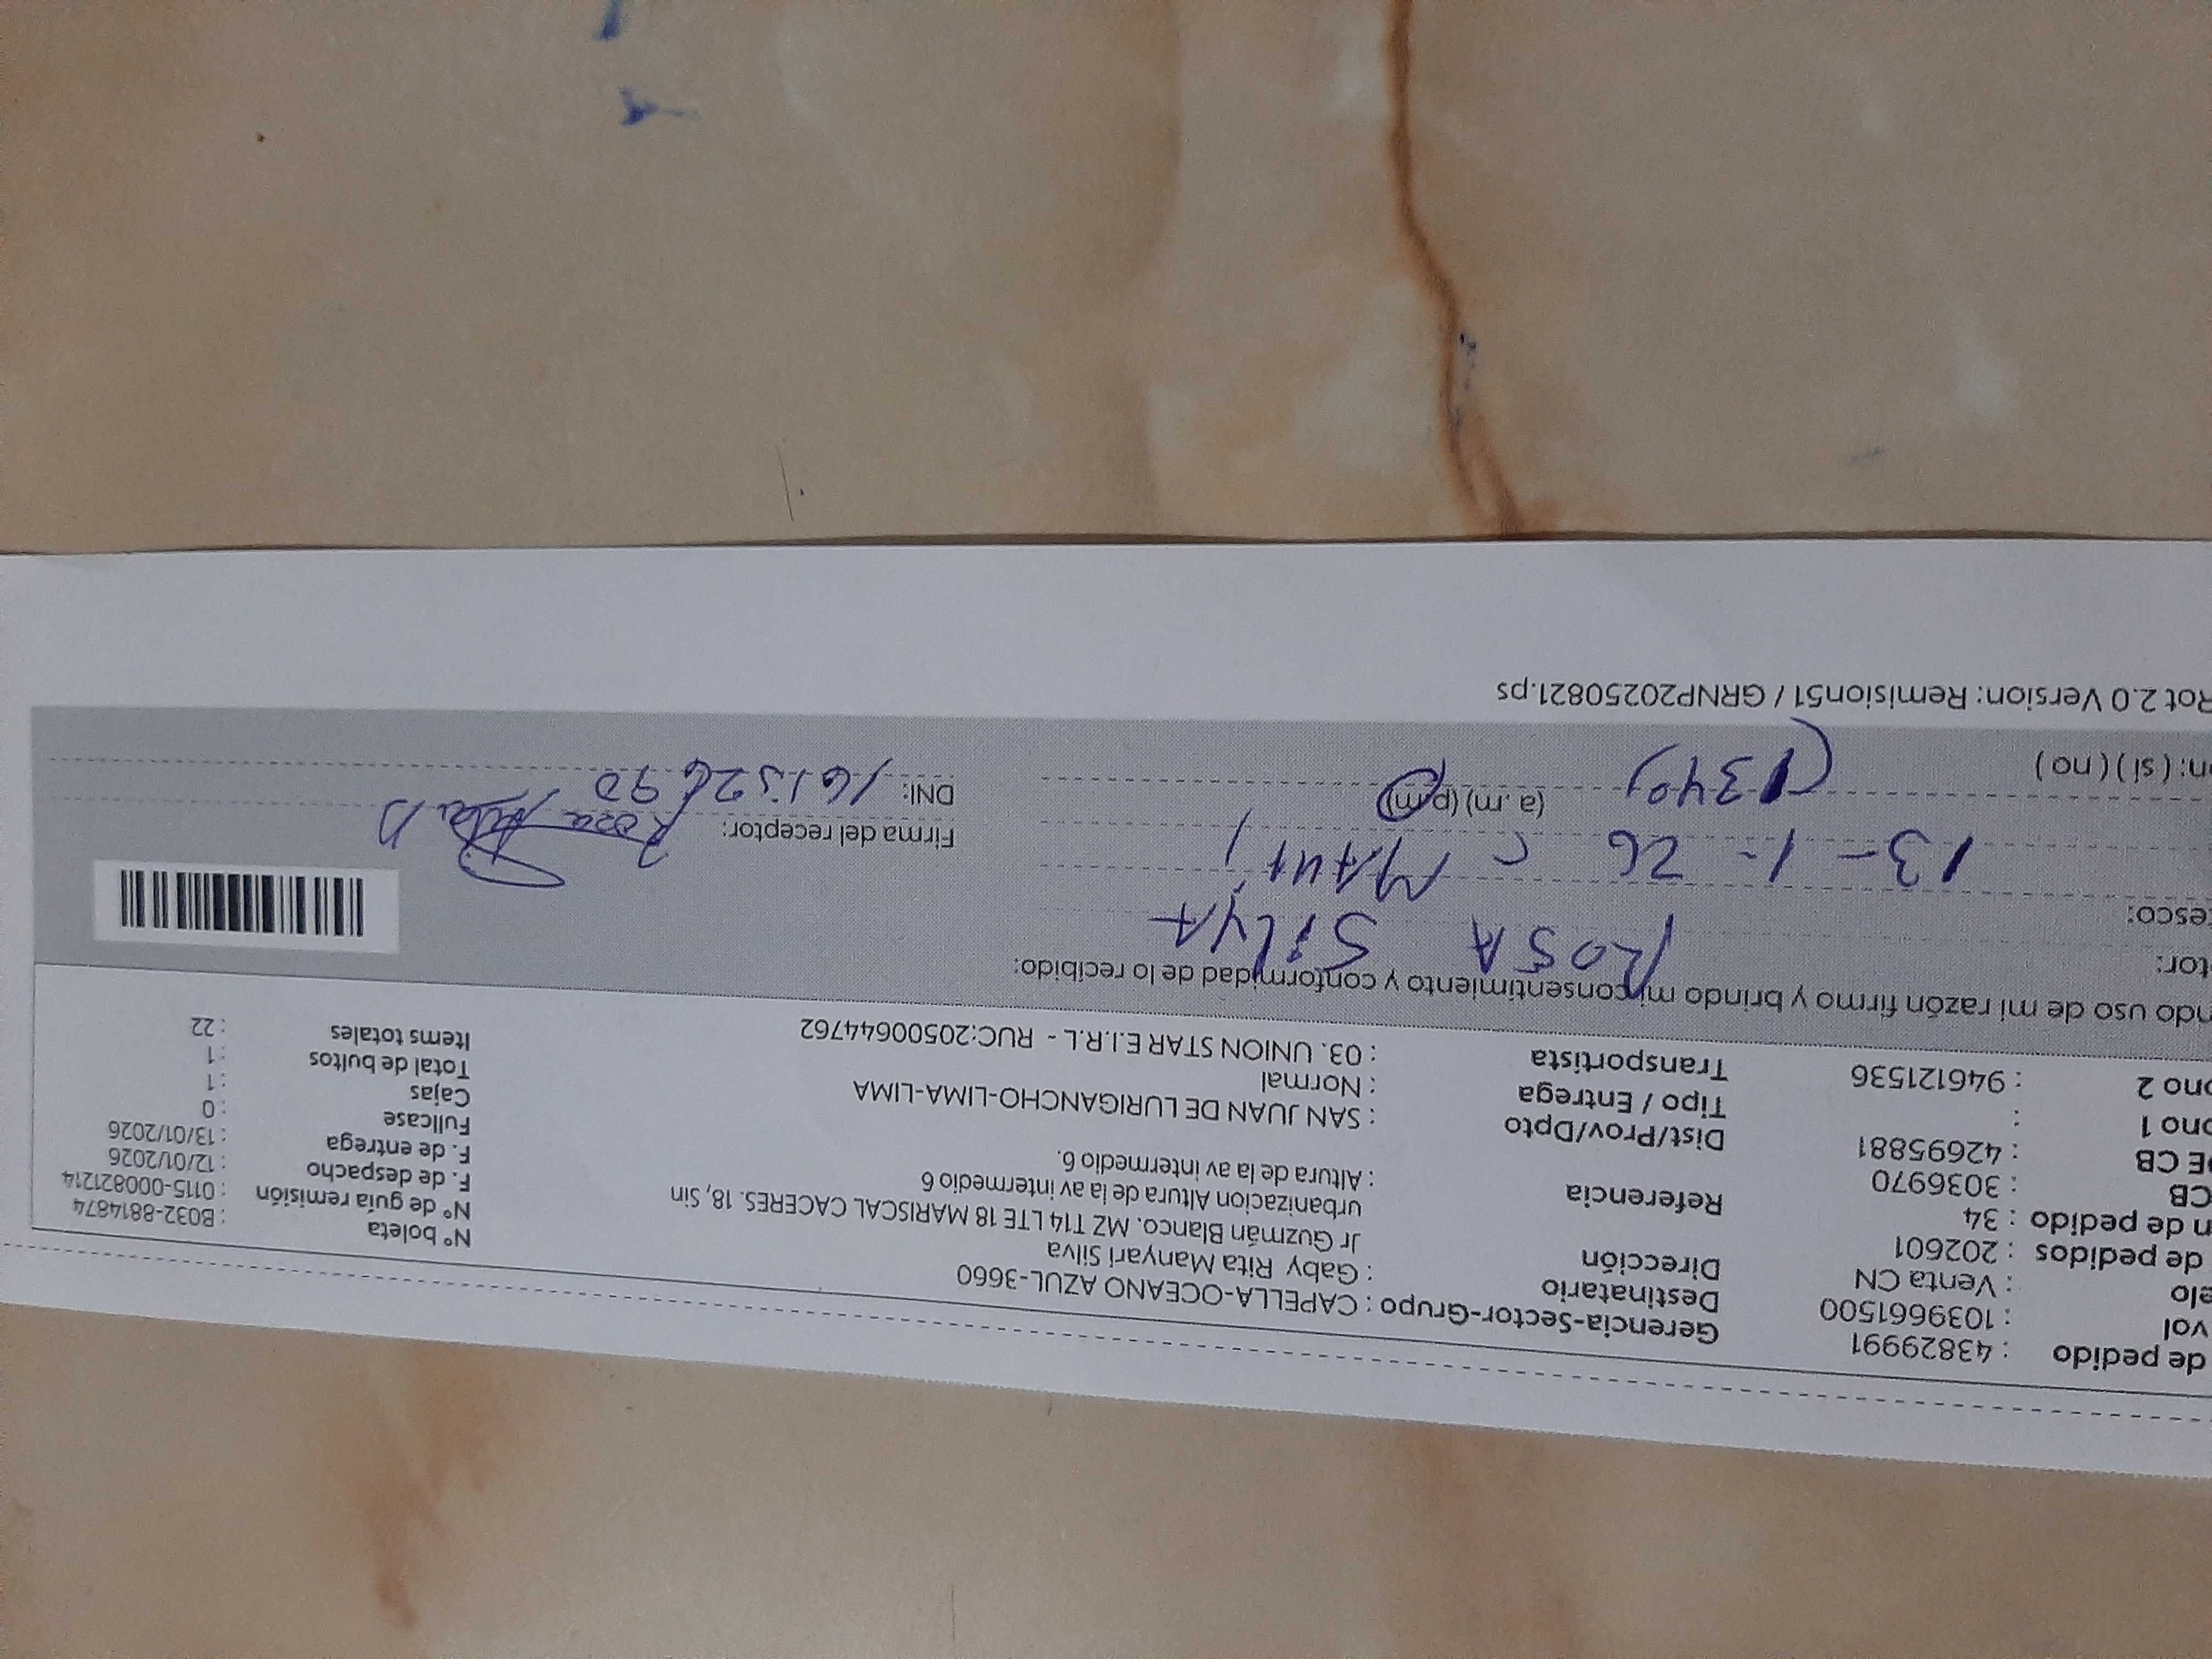 de pedido : 43829991
vol : 1039661500
elo : Venta CN
de pedidos : 202601
n de pedido : 34
CB : 3036970
E CB : 42695881
ono 1 :
ono 2 : 946121536
Gerencia-Sector-Grupo : CAPELLA-OCEANO AZUL-3660
Destinatario : Gaby Rita Manyari Silva
Dirección Jr Guzmán Blanco. MZ T14 LTE 18 MARISCAL CACERES. 18, Sin
urbanizacion Altura de la av intermedio 6
Referencia : Altura de la av intermedio 6.
Dist/Prov/Dpto : SAN JUAN DE LURIGANCHO-LIMA-LIMA
Tipo / Entrega : Normal
Transportista : 03. UNION STAR E.I.R.L - RUC:20500644762
N° boleta : B032-8814874
N° de guía remisión : 0115-000821214
F. de despacho : 12/01/2026
F. de entrega : 13/01/2026
Fullcase : 0
Cajas : 1
Total de bultos : 1
Items totales : 22
ndo uso de mi razón firmo y brindo mi consentimiento y conformidad de lo recibido:
tor: ROSA SILVA
esco:
13-1-26
(a. m) (p.m)
n: (si) (no)
Firma del receptor: Rosa
DNI:
Rot 2.0 Version: Remision51 / GRNP20250821.ps